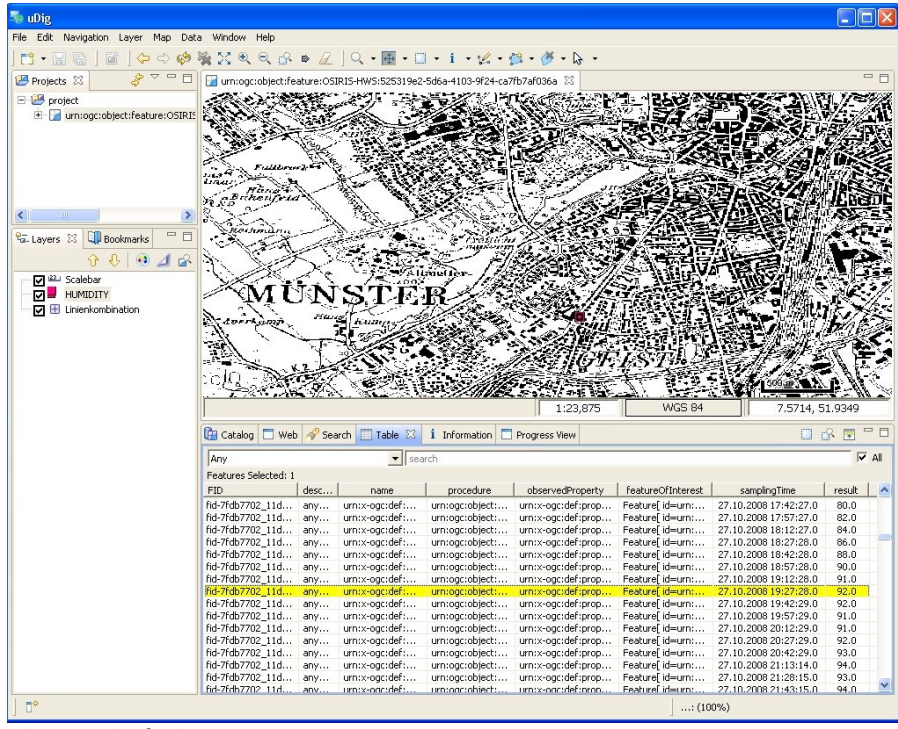 uDig
File Edit Navigation Layer Map Data Window Help
Projects
project
urn:ogc:object:feature:OSIRIS
Layers Bookmarks
Scalebar
HUMIDITY
Linienkombination
urn:ogc:object:feature:OSIRIS-HWS:525319e2-5d6a-4103-9f24-ca7fb7af036a
MÜNSTER
GEIST
1:23,875 WGS 84 7.5714, 51.9349
Catalog Web Search Table Information Progress View
Any search All
Features Selected: 1
FID desc... name procedure observedProperty featureOfInterest samplingTime result
fid-7fdb7702_11d... any... urn:x-ogc:def:... urn:ogc:object:... urn:x-ogc:def:prop... Feature[ id=urn:... 27.10.2008 17:42:27.0 80.0
fid-7fdb7702_11d... any... urn:x-ogc:def:... urn:ogc:object:... urn:x-ogc:def:prop... Feature[ id=urn:... 27.10.2008 17:57:27.0 82.0
fid-7fdb7702_11d... any... urn:x-ogc:def:... urn:ogc:object:... urn:x-ogc:def:prop... Feature[ id=urn:... 27.10.2008 18:12:27.0 84.0
fid-7fdb7702_11d... any... urn:x-ogc:def:... urn:ogc:object:... urn:x-ogc:def:prop... Feature[ id=urn:... 27.10.2008 18:27:28.0 86.0
fid-7fdb7702_11d... any... urn:x-ogc:def:... urn:ogc:object:... urn:x-ogc:def:prop... Feature[ id=urn:... 27.10.2008 18:42:28.0 88.0
fid-7fdb7702_11d... any... urn:x-ogc:def:... urn:ogc:object:... urn:x-ogc:def:prop... Feature[ id=urn:... 27.10.2008 18:57:28.0 90.0
fid-7fdb7702_11d... any... urn:x-ogc:def:... urn:ogc:object:... urn:x-ogc:def:prop... Feature[ id=urn:... 27.10.2008 19:12:28.0 91.0
fid-7fdb7702_11d... any... urn:x-ogc:def:... urn:ogc:object:... urn:x-ogc:def:prop... Feature[ id=urn:... 27.10.2008 19:27:28.0 92.0
fid-7fdb7702_11d... any... urn:x-ogc:def:... urn:ogc:object:... urn:x-ogc:def:prop... Feature[ id=urn:... 27.10.2008 19:42:29.0 92.0
fid-7fdb7702_11d... any... urn:x-ogc:def:... urn:ogc:object:... urn:x-ogc:def:prop... Feature[ id=urn:... 27.10.2008 19:57:29.0 91.0
fid-7fdb7702_11d... any... urn:x-ogc:def:... urn:ogc:object:... urn:x-ogc:def:prop... Feature[ id=urn:... 27.10.2008 20:12:29.0 91.0
fid-7fdb7702_11d... any... urn:x-ogc:def:... urn:ogc:object:... urn:x-ogc:def:prop... Feature[ id=urn:... 27.10.2008 20:27:29.0 92.0
fid-7fdb7702_11d... any... urn:x-ogc:def:... urn:ogc:object:... urn:x-ogc:def:prop... Feature[ id=urn:... 27.10.2008 20:42:29.0 93.0
fid-7fdb7702_11d... any... urn:x-ogc:def:... urn:ogc:object:... urn:x-ogc:def:prop... Feature[ id=urn:... 27.10.2008 21:13:14.0 94.0
fid-7fdb7702_11d... any... urn:x-ogc:def:... urn:ogc:object:... urn:x-ogc:def:prop... Feature[ id=urn:... 27.10.2008 21:28:15.0 93.0
fid-7fdb7702_11d... any... urn:x-ogc:def:... urn:ogc:object:... urn:x-ogc:def:prop... Feature[ id=urn:... 27.10.2008 21:43:15.0 94.0
...: (100%)